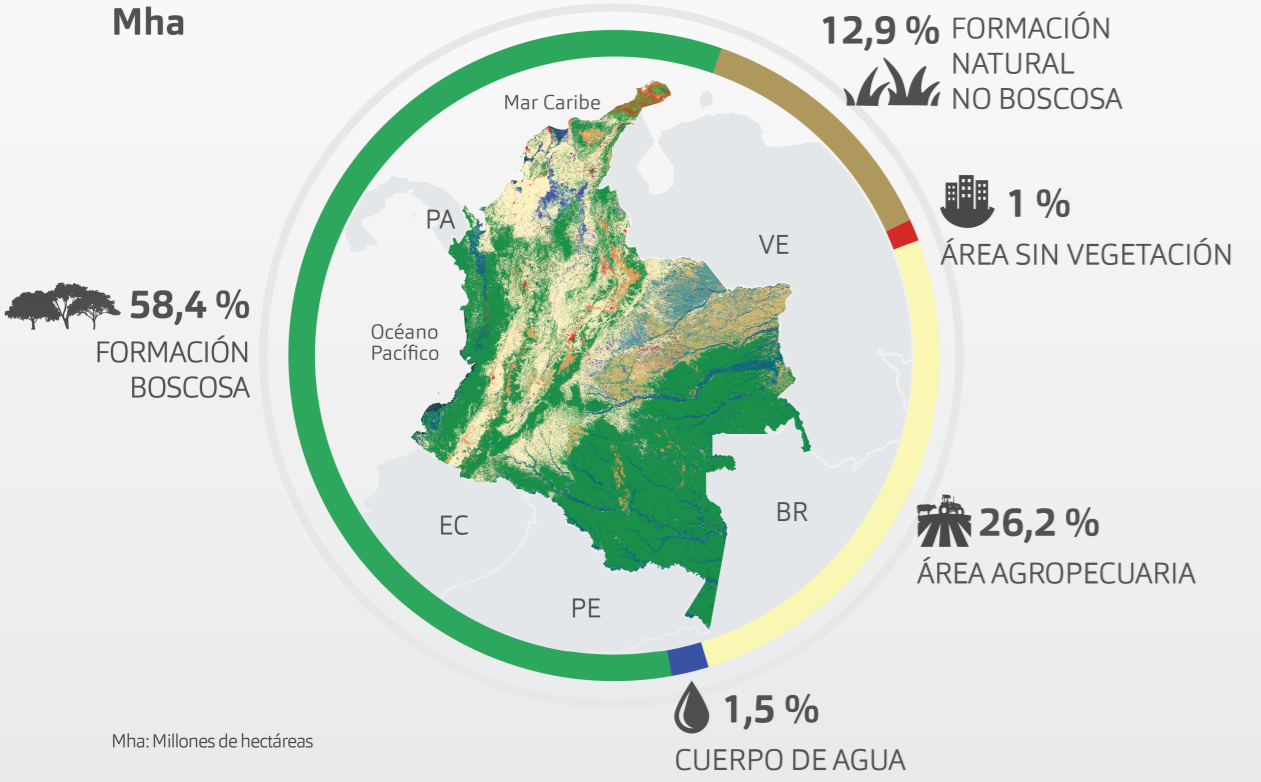 Mha
12,9 % FORMACIÓN
NATURAL
NO BOSCOSA
Mar Caribe
1 %
ÁREA SIN VEGETACIÓN
PA
VE
58,4 %
FORMACIÓN
BOSCOSA
Océano
Pacífico
EC
BR
26,2 %
ÁREA AGROPECUARIA
PE
1,5 %
CUERPO DE AGUA
Mha: Millones de hectáreas